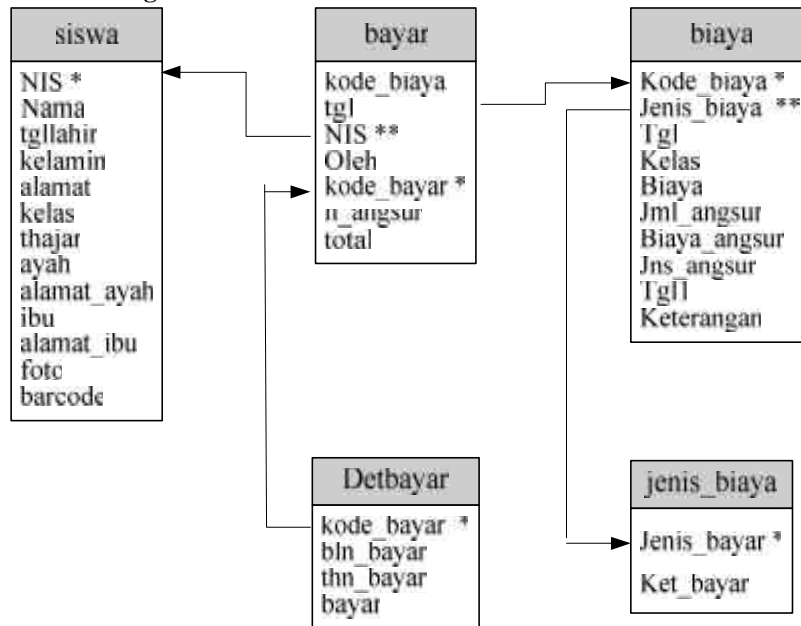 siswa
NIS *
Nama
tgllahir
kelamin
alamat
kelas
thajar
ayah
alamat_ayah
ibu
alamat_ibu
foto
barcode
bayar
kode_biaya
tgl
NIS **
Oleh
kode_bayar *
n_angsur
total
biaya
Kode_biaya *
Jenis_biaya **
Tgl
Kelas
Biaya
Jml_angsur
Biaya_angsur
Jns_angsur
Tgl1
Keterangan
Detbayar
kode_bayar *
bln_bayar
thn_bayar
bayar
jenis_biaya
Jenis_bayar *
Ket_bayar